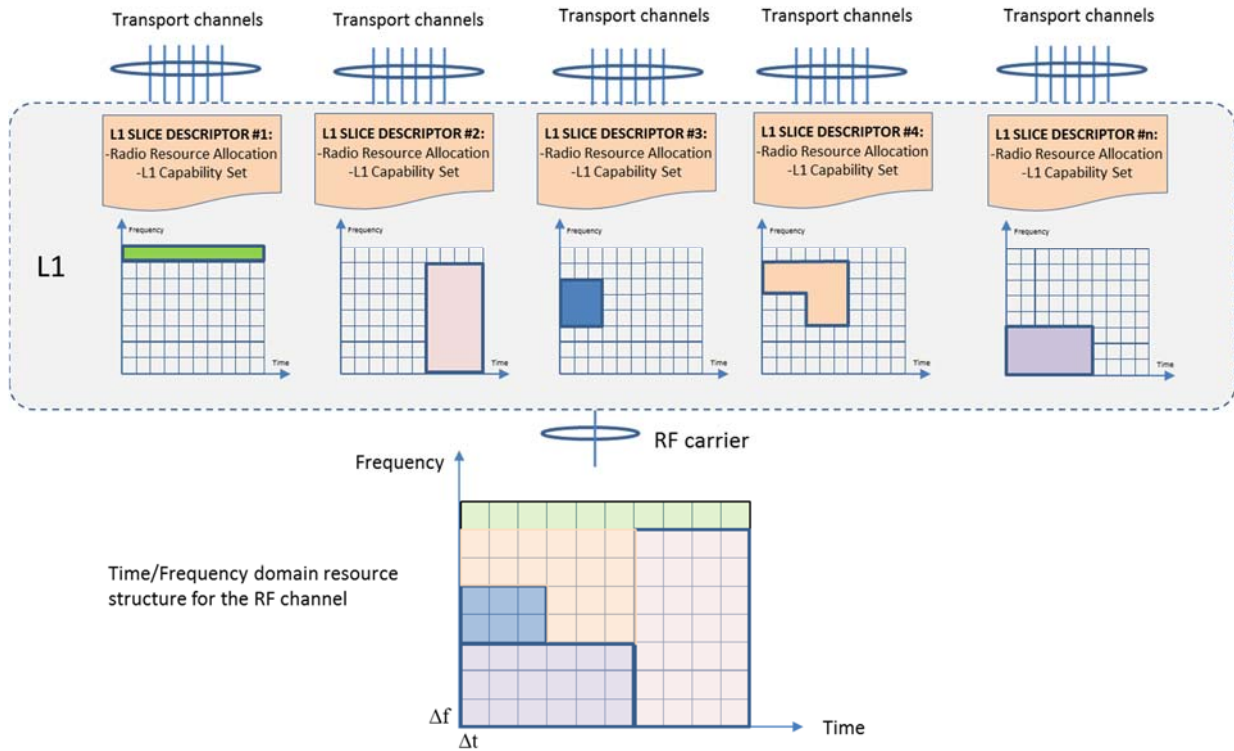 Transport channels
Transport channels
Transport channels
Transport channels
Transport channels
L1 SLICE DESCRIPTOR #1:
-Radio Resource Allocation
-L1 Capability Set
L1 SLICE DESCRIPTOR #2:
-Radio Resource Allocation
-L1 Capability Set
L1 SLICE DESCRIPTOR #3:
-Radio Resource Allocation
-L1 Capability Set
L1 SLICE DESCRIPTOR #4:
-Radio Resource Allocation
-L1 Capability Set
L1 SLICE DESCRIPTOR #n:
-Radio Resource Allocation
-L1 Capability Set
Frequency
Frequency
Frequency
Frequency
Frequency
L1
Time
Time
Time
Time
Time
RF carrier
Frequency
Time/Frequency domain resource
structure for the RF channel
Δf
Δt
Time